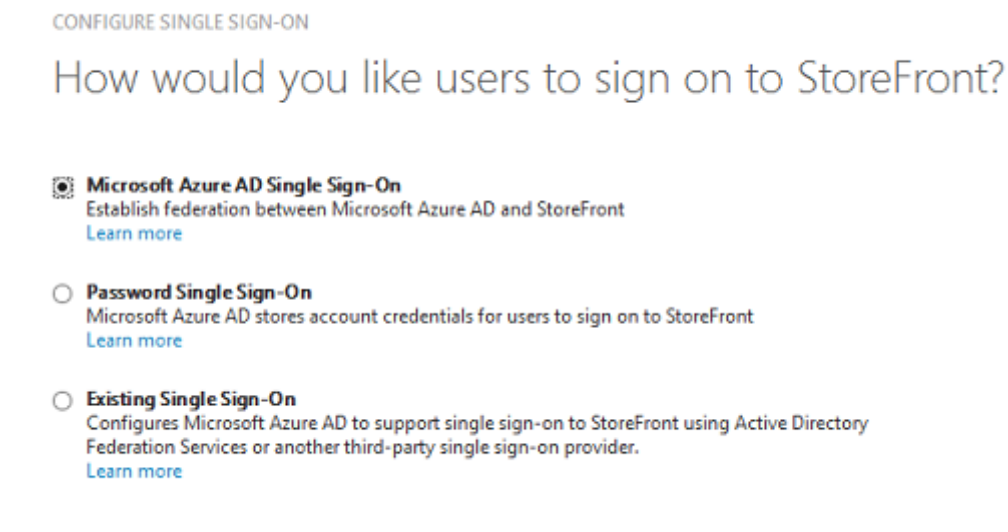 CONFIGURE SINGLE SIGN-ON
How would you like users to sign on to StoreFront?
Microsoft Azure AD Single Sign-On
Establish federation between Microsoft Azure AD and StoreFront
Learn more
Password Single Sign-On
Microsoft Azure AD stores account credentials for users to sign on to StoreFront
Learn more
Existing Single Sign-On
Configures Microsoft Azure AD to support single sign-on to StoreFront using Active Directory
Federation Services or another third-party single sign-on provider.
Learn more